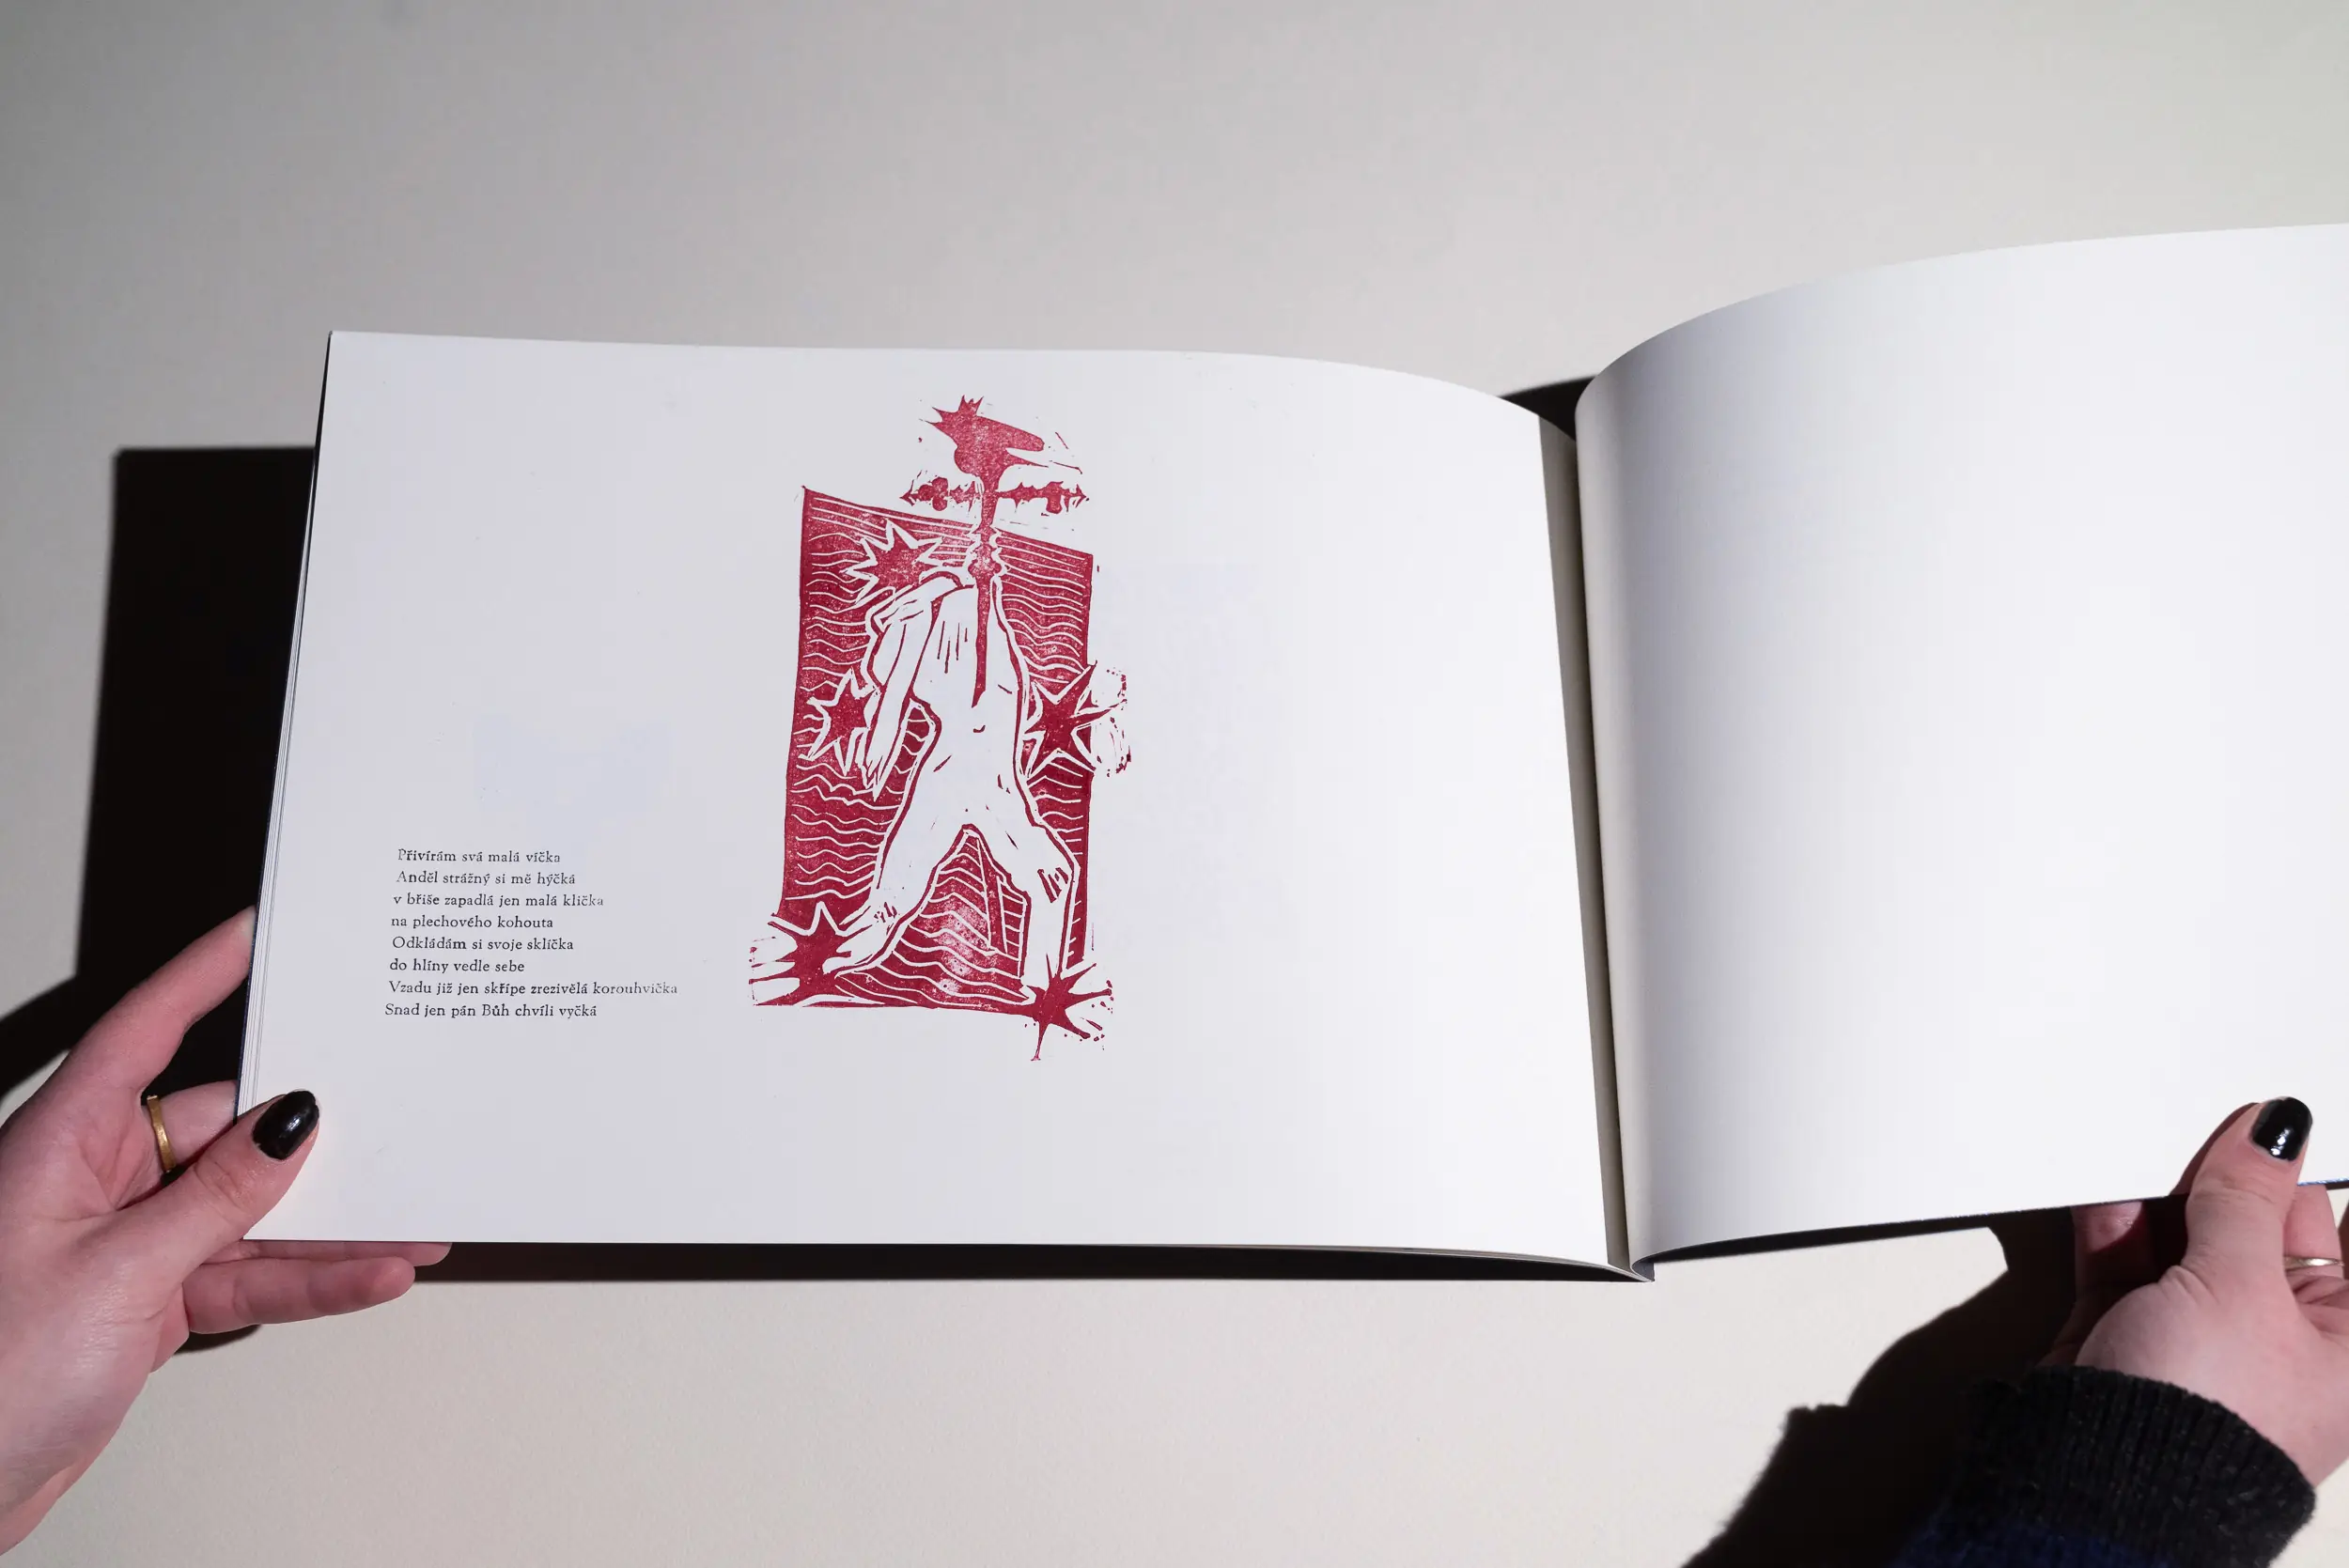 Přivírám svá malá víčka
Anděl strážný si mě hýčká
v břiše zapadlá jen malá klička
na plechového kohouta
Odkládám si svoje sklíčka
do hlíny vedle sebe
Vzadu již jen skřípe zrezivělá korouhvička
Snad jen pán Bůh chvíli vyčká